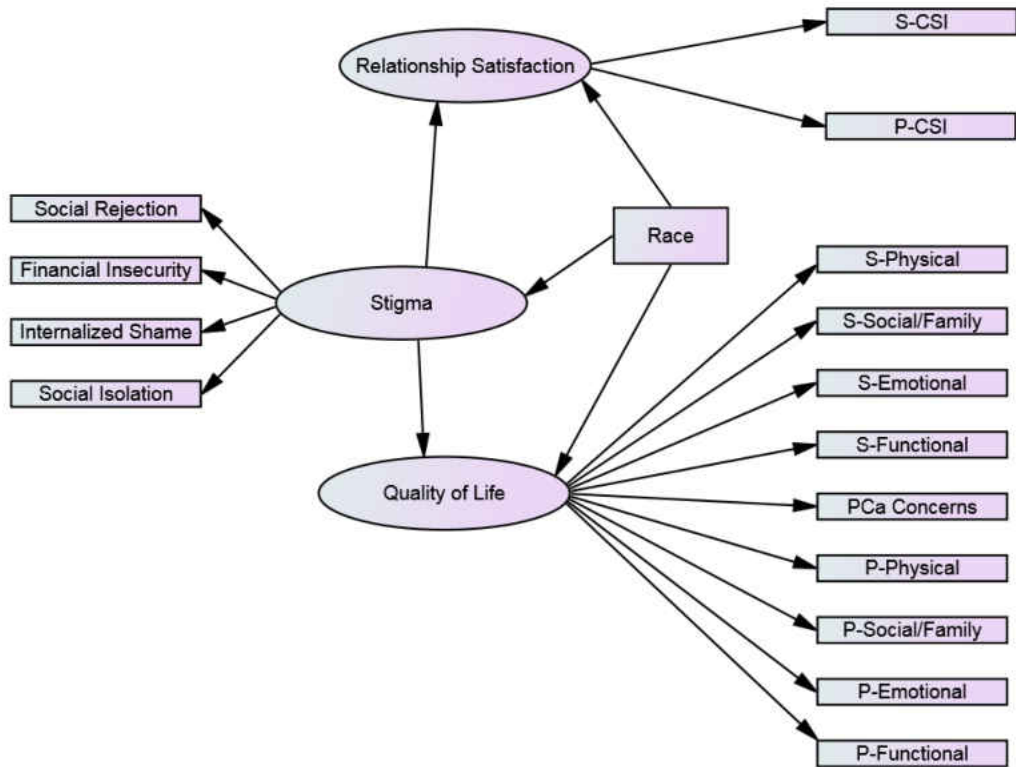 S-CSI
Relationship Satisfaction
P-CSI
Social Rejection
Race
S-Physical
Financial Insecurity
Stigma
S-Social/Family
Internalized Shame
S-Emotional
Social Isolation
S-Functional
Quality of Life
PCa Concerns
P-Physical
P-Social/Family
P-Emotional
P-Functional